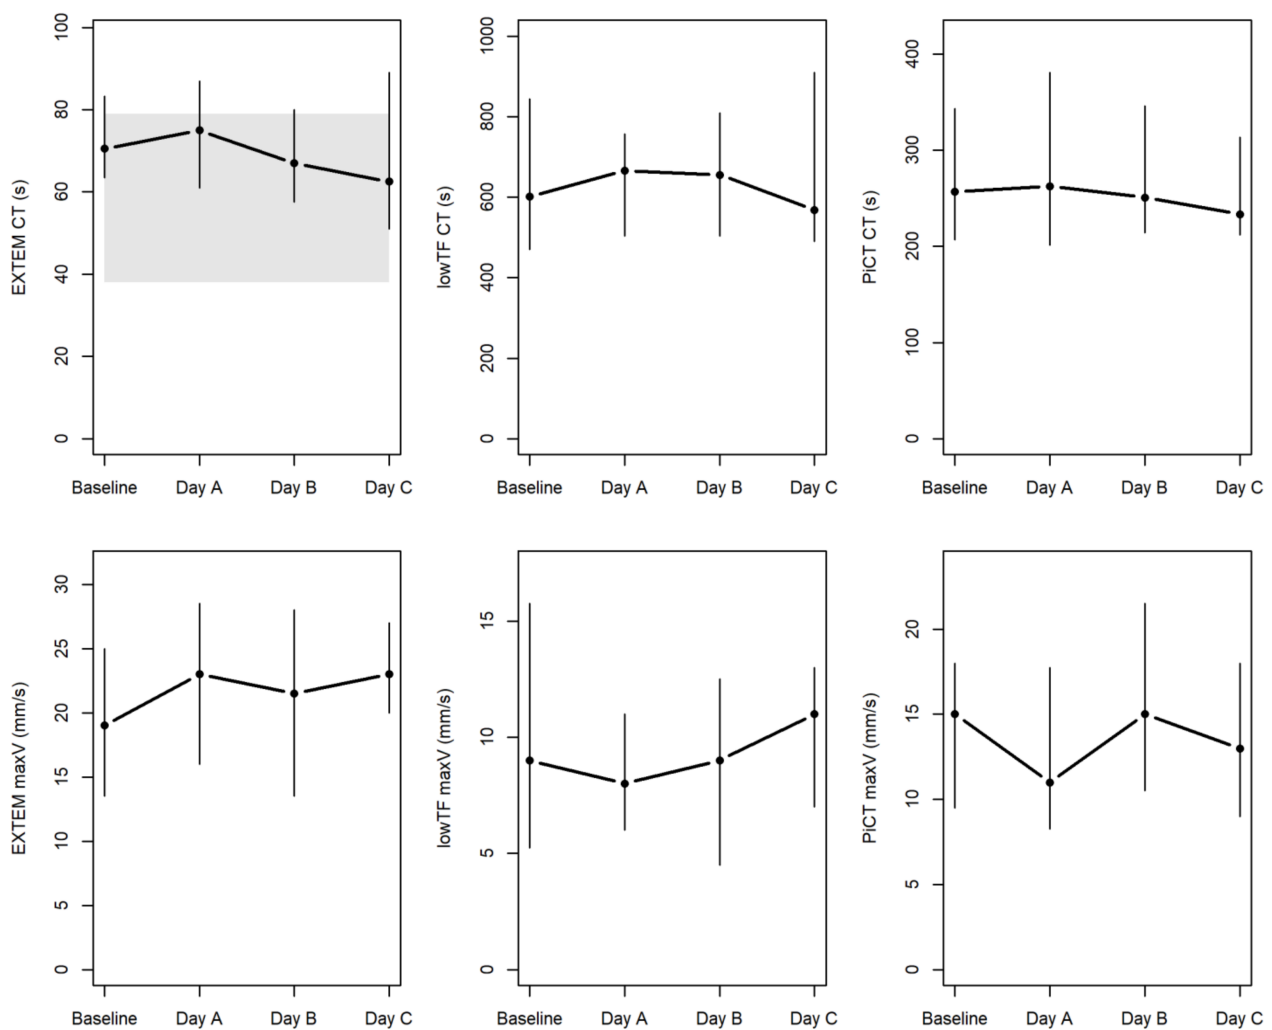 EXTEM CT (s)
100
80
60
40
20
0
Baseline Day A Day B Day C
lowTF CT (s)
1000
800
600
400
200
0
Baseline Day A Day B Day C
PiCT CT (s)
400
300
200
100
0
Baseline Day A Day B Day C
EXTEM maxV (mm/s)
30
25
20
15
10
5
0
Baseline Day A Day B Day C
lowTF maxV (mm/s)
15
10
5
0
Baseline Day A Day B Day C
PiCT maxV (mm/s)
20
15
10
5
0
Baseline Day A Day B Day C